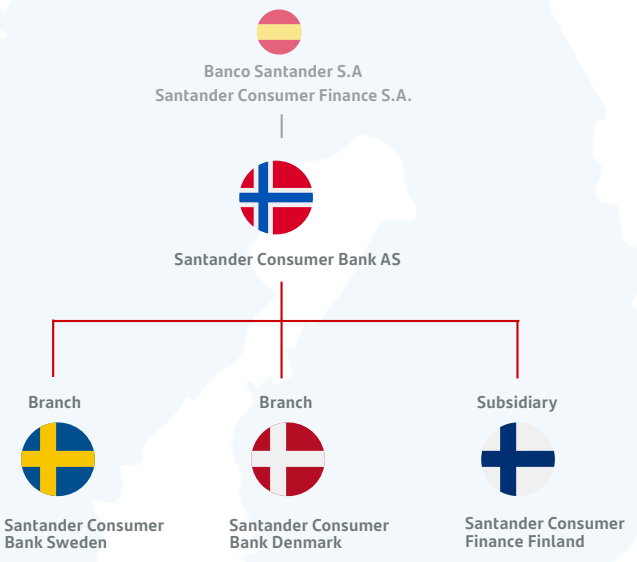 Banco Santander S.A
Santander Consumer Finance S.A.
Santander Consumer Bank AS
Branch
Branch
Subsidiary
Santander Consumer
Bank Sweden
Santander Consumer
Bank Denmark
Santander Consumer
Finance Finland